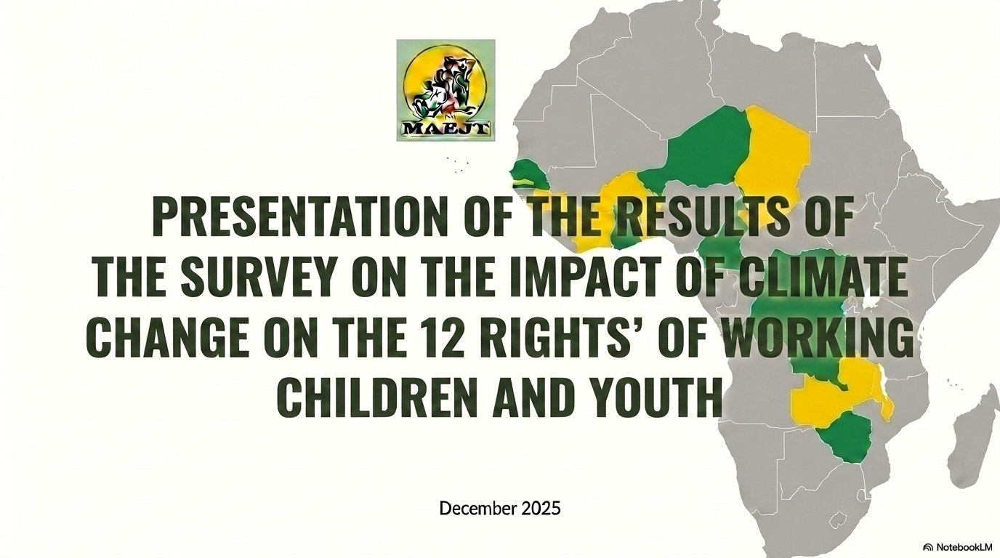 MAEJT
PRESENTATION OF THE RESULTS OF
THE SURVEY ON THE IMPACT OF CLIMATE
CHANGE ON THE 12 RIGHTS’ OF WORKING
CHILDREN AND YOUTH
December 2025
NotebookLM